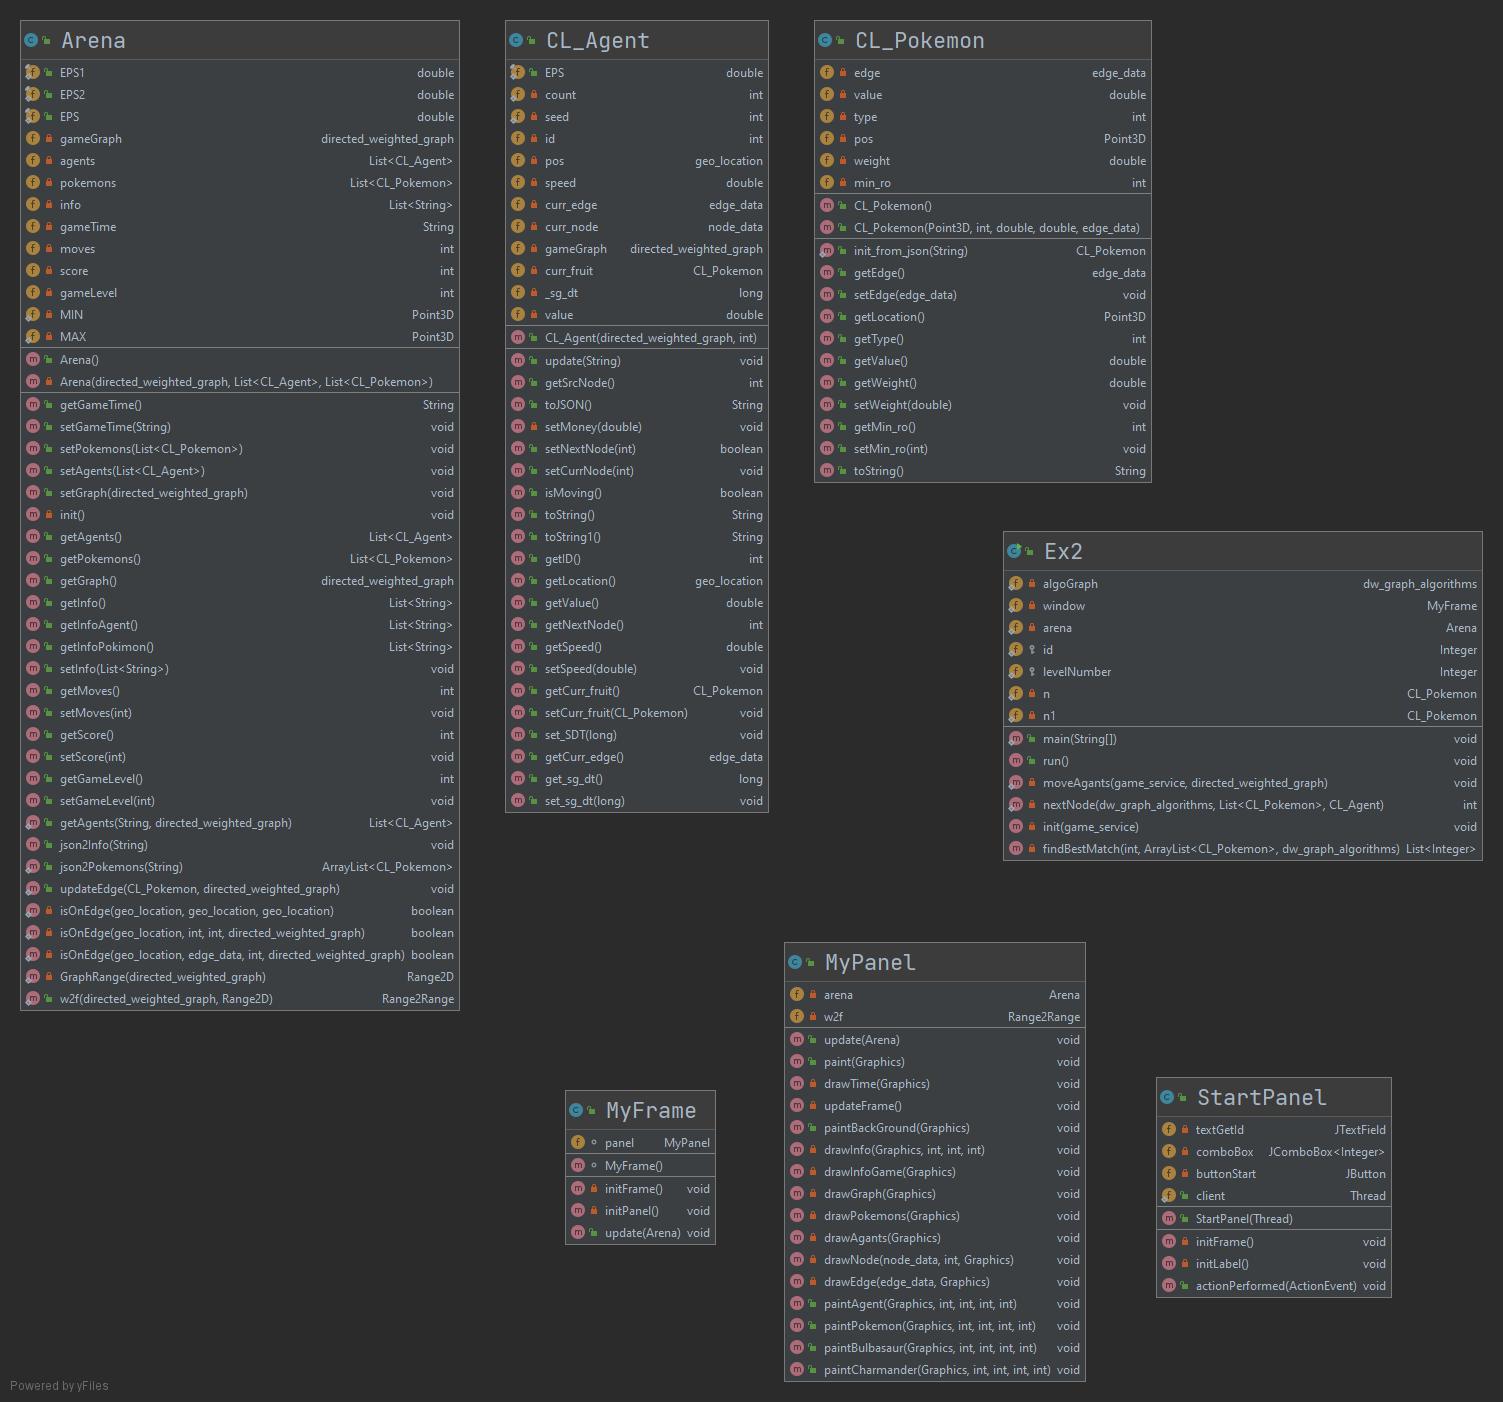 Arena
EPS1 double
EPS2 double
EPS double
gameGraph directed_weighted_graph
agents List<CL_Agent>
pokemons List<CL_Pokemon>
info List<String>
gameTime String
moves int
score int
gameLevel int
MIN Point3D
MAX Point3D
Arena()
Arena(directed_weighted_graph, List<CL_Agent>, List<CL_Pokemon>)
getGameTime() String
setGameTime(String) void
setPokemons(List<CL_Pokemon>) void
setAgents(List<CL_Agent>) void
setGraph(directed_weighted_graph) void
init() void
getAgents() List<CL_Agent>
getPokemons() List<CL_Pokemon>
getGraph() directed_weighted_graph
getInfo() List<String>
getInfoAgent() List<String>
getInfoPokimon() List<String>
setInfo(List<String>) void
getMoves() int
setMoves(int) void
getScore() int
setScore(int) void
getGameLevel() int
setGameLevel(int) void
getAgents(String, directed_weighted_graph) List<CL_Agent>
json2Info(String) void
json2Pokemons(String) ArrayList<CL_Pokemon>
updateEdge(CL_Pokemon, directed_weighted_graph) void
isOnEdge(geo_location, geo_location, geo_location) boolean
isOnEdge(geo_location, int, int, directed_weighted_graph) boolean
isOnEdge(geo_location, edge_data, int, directed_weighted_graph) boolean
GraphRange(directed_weighted_graph) Range2D
w2f(directed_weighted_graph, Range2D) Range2Range
CL_Agent
EPS double
count int
seed int
id int
pos geo_location
speed double
curr_edge edge_data
curr_node node_data
gameGraph directed_weighted_graph
curr_fruit CL_Pokemon
_sg_dt long
value double
CL_Agent(directed_weighted_graph, int)
update(String) void
getSrcNode() int
toJSON() String
setMoney(double) void
setNextNode(int) boolean
setCurrNode(int) void
isMoving() boolean
toString() String
toString1() String
getID() int
getLocation() geo_location
getValue() double
getNextNode() int
getSpeed() double
setSpeed(double) void
getCurr_fruit() CL_Pokemon
setCurr_fruit(CL_Pokemon) void
set_SDT(long) void
getCurr_edge() edge_data
get_sg_dt() long
set_sg_dt(long) void
CL_Pokemon
edge edge_data
value double
type int
pos Point3D
weight double
min_ro int
CL_Pokemon()
CL_Pokemon(Point3D, int, double, double, edge_data)
init_from_json(String) CL_Pokemon
getEdge() edge_data
setEdge(edge_data) void
getLocation() Point3D
getType() int
getValue() double
getWeight() double
setWeight(double) void
getMin_ro() int
setMin_ro(int) void
toString() String
Ex2
algoGraph dw_graph_algorithms
window MyFrame
arena Arena
id Integer
levelNumber Integer
n CL_Pokemon
n1 CL_Pokemon
main(String[]) void
run() void
moveAgants(game_service, directed_weighted_graph) void
nextNode(dw_graph_algorithms, List<CL_Pokemon>, CL_Agent) int
init(game_service) void
findBestMatch(int, ArrayList<CL_Pokemon>, dw_graph_algorithms) List<Integer>
MyPanel
arena Arena
w2f Range2Range
update(Arena) void
paint(Graphics) void
drawTime(Graphics) void
updateFrame() void
paintBackGround(Graphics) void
drawInfo(Graphics, int, int, int) void
drawInfoGame(Graphics) void
drawGraph(Graphics) void
drawPokemons(Graphics) void
drawAgants(Graphics) void
drawNode(node_data, int, Graphics) void
drawEdge(edge_data, Graphics) void
paintAgent(Graphics, int, int, int, int) void
paintPokemon(Graphics, int, int, int, int) void
paintBulbasaur(Graphics, int, int, int, int) void
paintCharmander(Graphics, int, int, int, int) void
MyFrame
panel MyPanel
MyFrame()
initFrame() void
initPanel() void
update(Arena) void
StartPanel
textGetId JTextField
comboBox JComboBox<Integer>
buttonStart JButton
client Thread
StartPanel(Thread)
initFrame() void
initLabel() void
actionPerformed(ActionEvent) void
Powered by yFiles